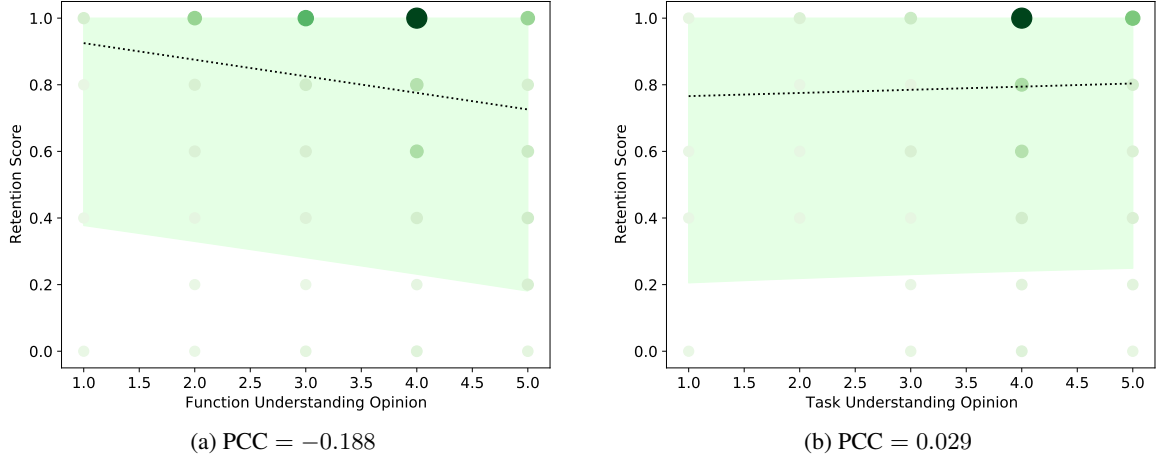 1.0
0.8
0.6
0.4
0.2
0.0
Retention Score
1.0 1.5 2.0 2.5 3.0 3.5 4.0 4.5 5.0
Function Understanding Opinion
(a) PCC = −0.188
1.0
0.8
0.6
0.4
0.2
0.0
Retention Score
1.0 1.5 2.0 2.5 3.0 3.5 4.0 4.5 5.0
Task Understanding Opinion
(b) PCC = 0.029